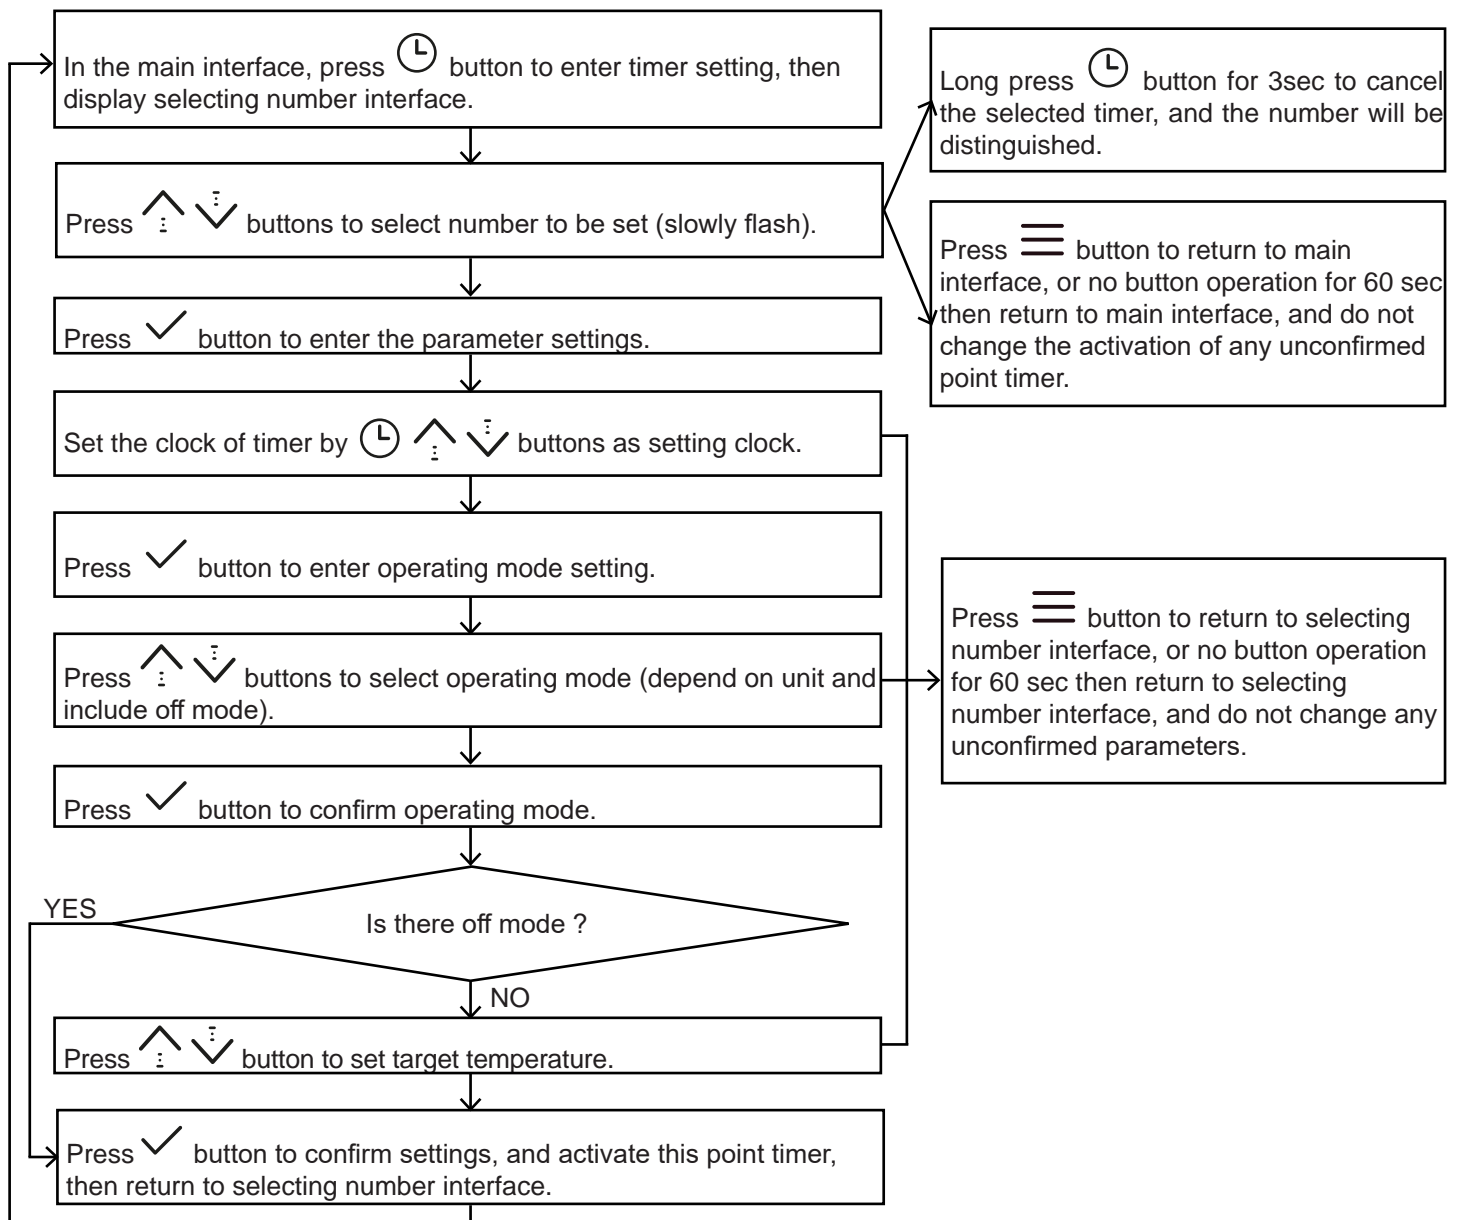 In the main interface, press button to enter timer setting, then
display selecting number interface.
Long press button for 3sec to cancel
the selected timer, and the number will be
distinguished.
Press buttons to select number to be set (slowly flash).
Press button to return to main
interface, or no button operation for 60 sec
then return to main interface, and do not
change the activation of any unconfirmed
point timer.
Press button to enter the parameter settings.
Set the clock of timer by buttons as setting clock.
Press button to enter operating mode setting.
Press buttons to select operating mode (depend on unit and
include off mode).
Press button to return to selecting
number interface, or no button operation
for 60 sec then return to selecting
number interface, and do not change any
unconfirmed parameters.
Press button to confirm operating mode.
YES
Is there off mode ?
NO
Press button to set target temperature.
Press button to confirm settings, and activate this point timer,
then return to selecting number interface.